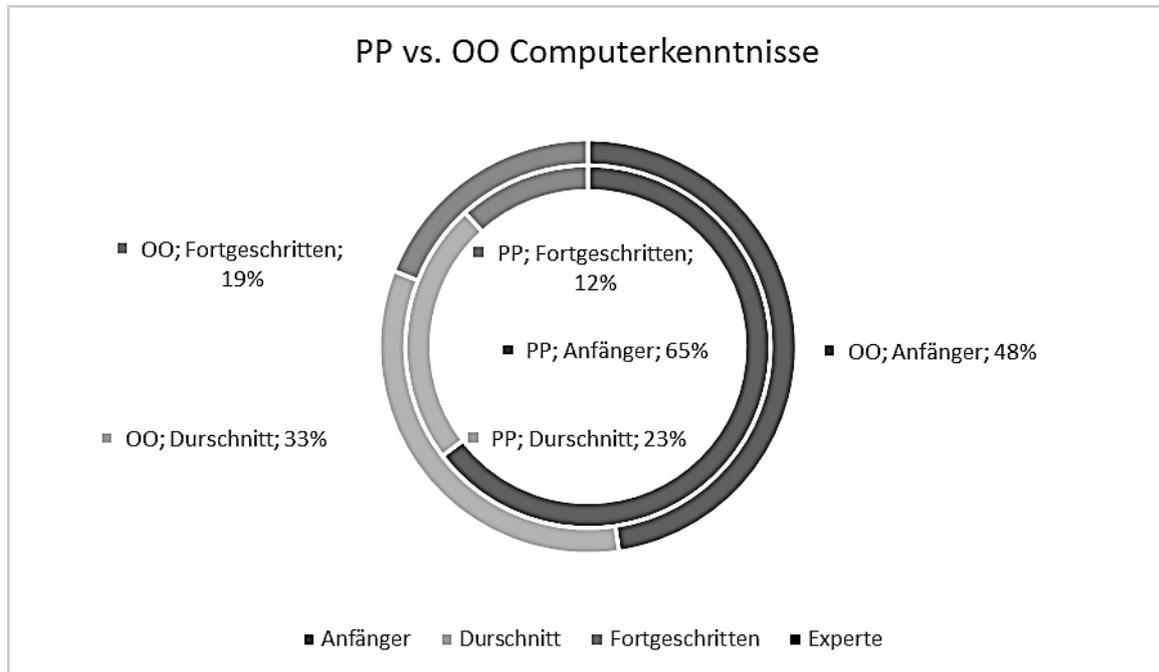 PP vs. OO Computerkenntnisse
OO; Fortgeschritten;
19%
PP; Fortgeschritten;
12%
PP; Anfänger; 65%
OO; Anfänger; 48%
OO; Durschnitt; 33%
PP; Durschnitt; 23%
Anfänger
Durschnitt
Fortgeschritten
Experte